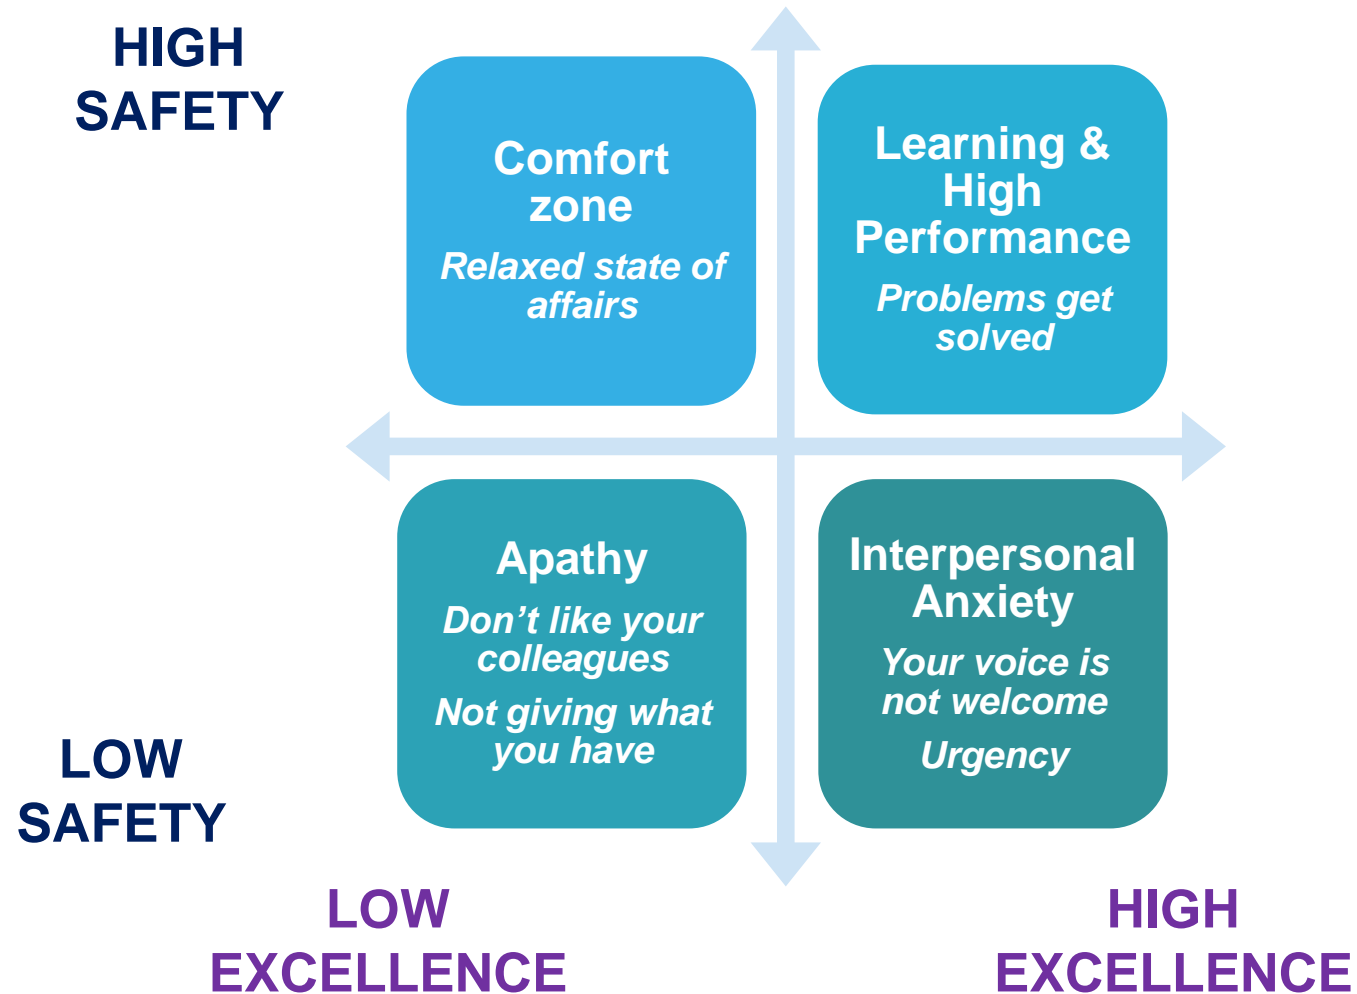 HIGH
SAFETY
Comfort
zone
Relaxed state of
affairs
Learning &
High
Performance
Problems get
solved
Apathy
Don’t like your
colleagues
Not giving what
you have
Interpersonal
Anxiety
Your voice is
not welcome
Urgency
LOW
SAFETY
LOW
EXCELLENCE
HIGH
EXCELLENCE